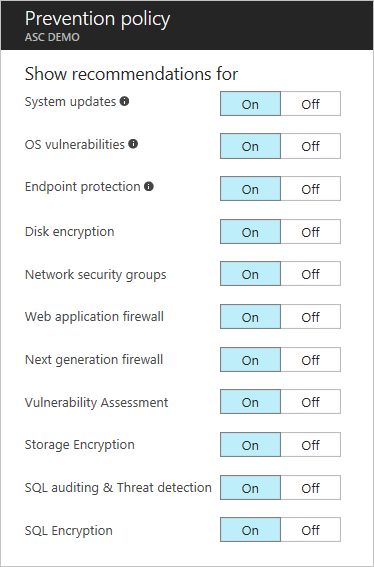 Prevention policy
ASC DEMO
Show recommendations for
System updates On Off
OS vulnerabilities On Off
Endpoint protection On Off
Disk encryption On Off
Network security groups On Off
Web application firewall On Off
Next generation firewall On Off
Vulnerability Assessment On Off
Storage Encryption On Off
SQL auditing & Threat detection On Off
SQL Encryption On Off